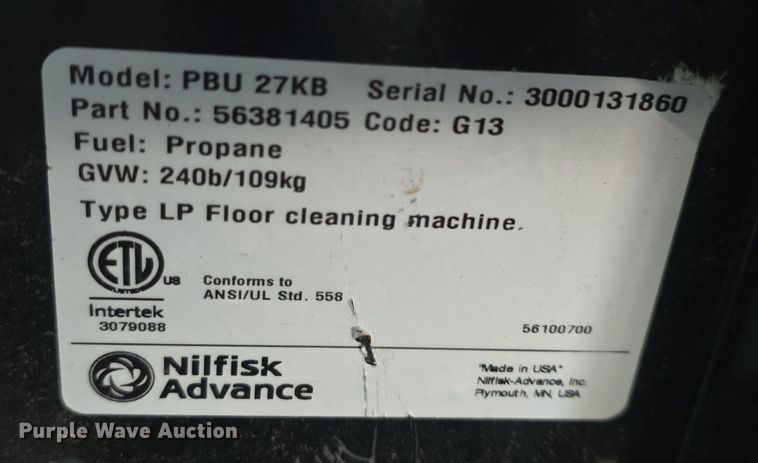 Model: PBU 27KB Serial No.: 3000131860
Part No.: 56381405 Code: G13
Fuel: Propane
GVW: 240b/109kg
Type LP Floor cleaning machine.
ETL US
LISTED
Conforms to
ANSI/UL Std. 558
Intertek
3079088
56100700
Nilfisk
Advance
"Made in USA"
Nilfisk-Advance, Inc.
Plymouth, MN, USA
Purple Wave Auction